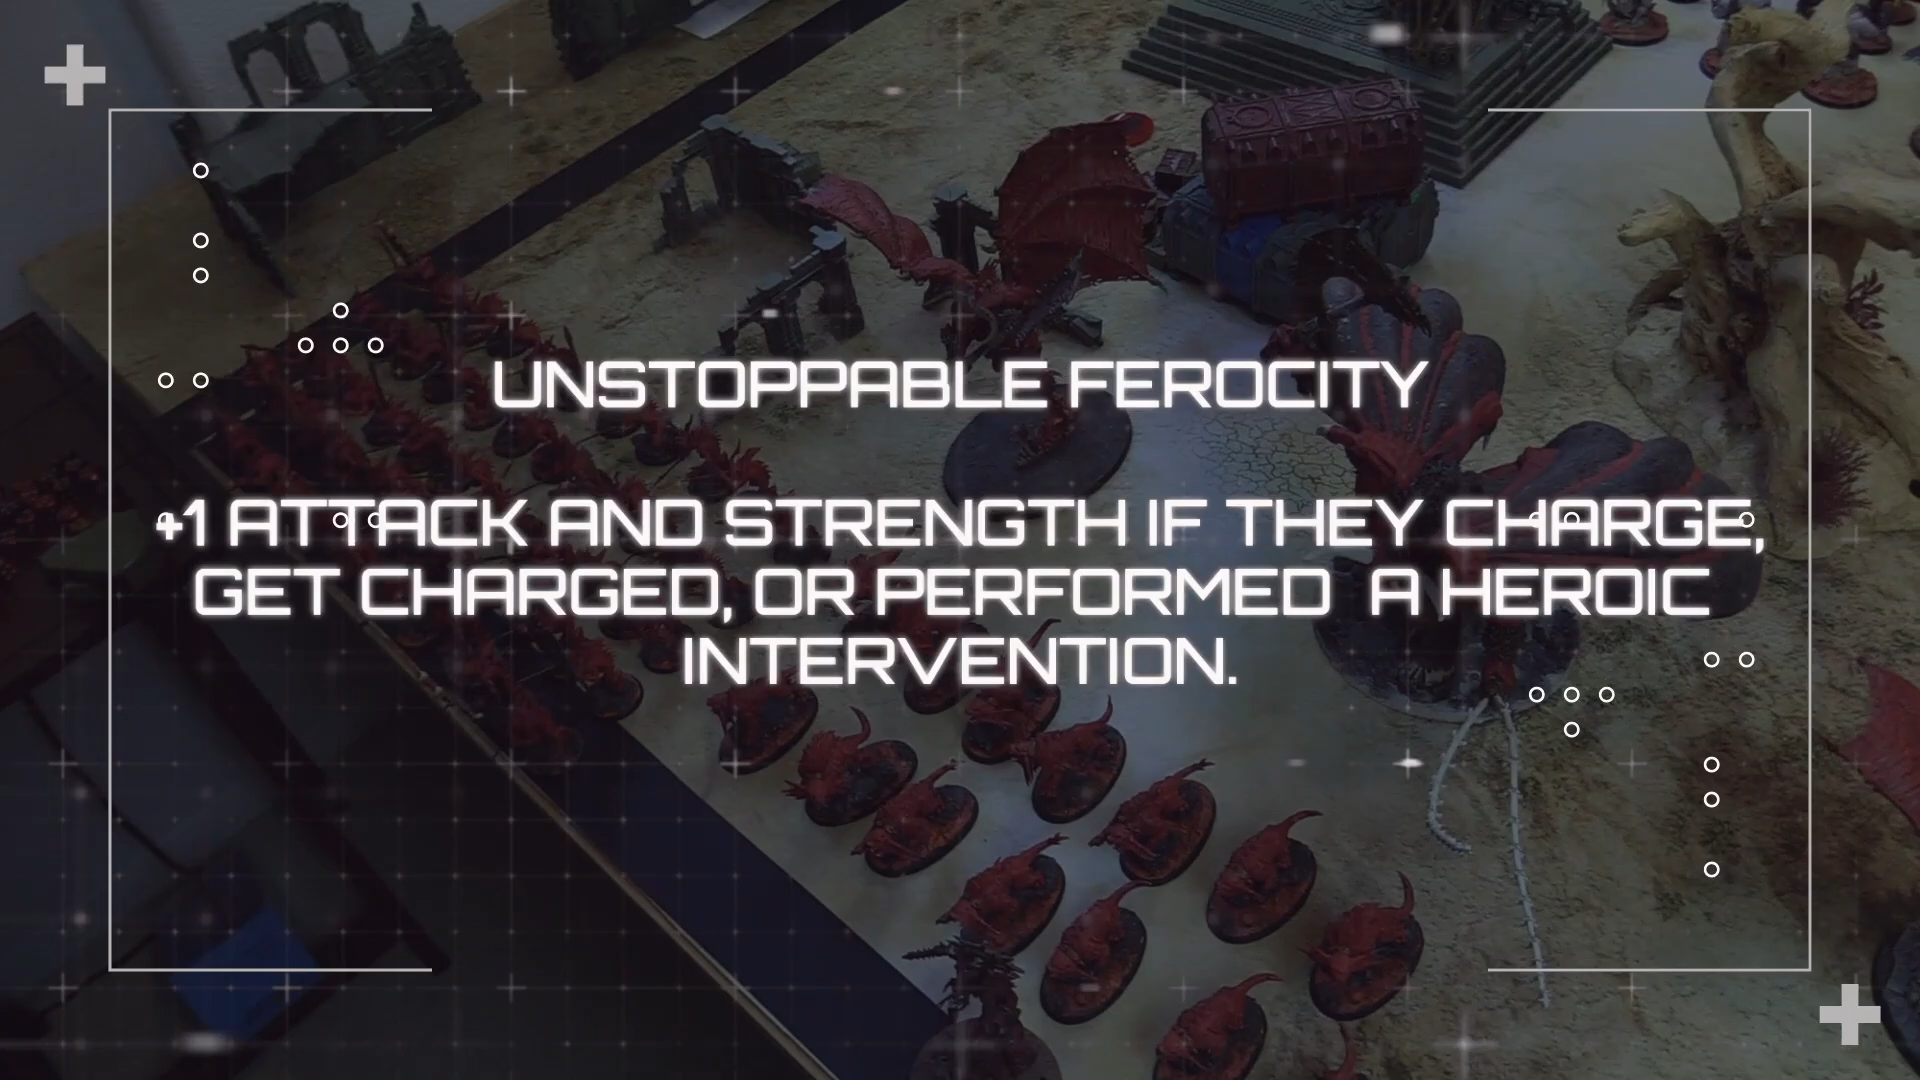 UNSTOPPABLE FEROCITY
+1 ATTACK AND STRENGTH IF THEY CHARGE,
GET CHARGED, OR PERFORMED A HEROIC
INTERVENTION.